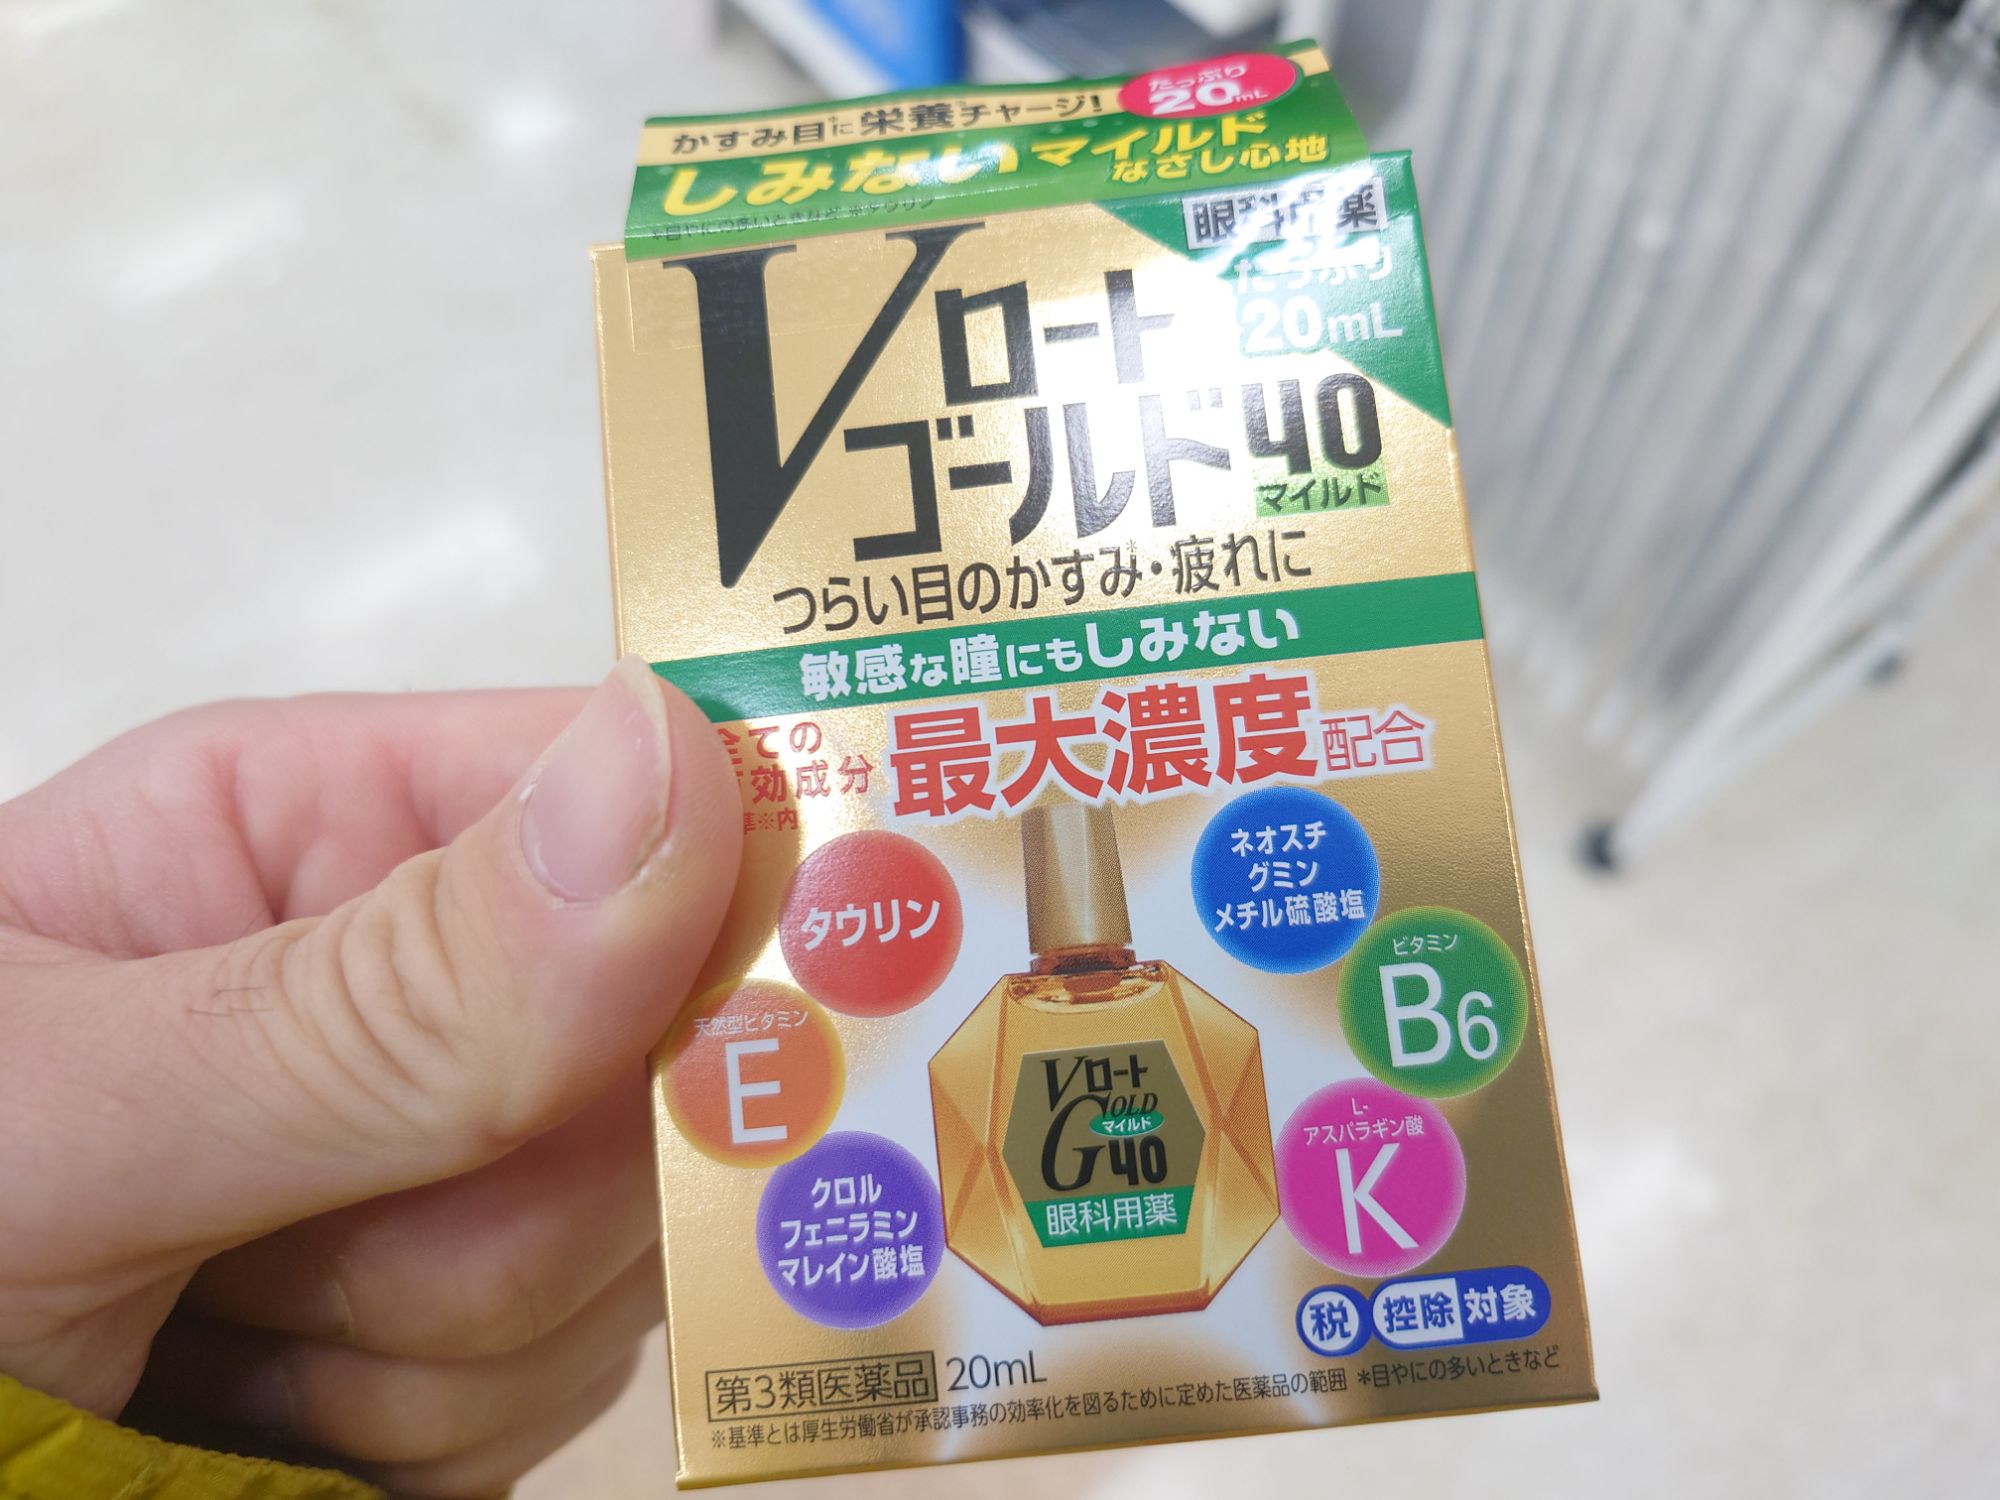 かすみ目*に栄養*チャージ!
たっぷり
20mL
しみないマイルド
なさし心地
眼科用薬
たっぷり
20mL
Vロート
ゴールド40
マイルド
つらい目のかすみ*・疲れに
敏感な瞳にもしみない
全ての
効成分
準※内
最大濃度配合
タウリン
ネオスチ
グミン
メチル硫酸塩
天然型ビタミン
E
ビタミン
B6
クロル
フェニラミン
マレイン酸塩
L-
アスパラギン酸
K
Vロート
GOLD
マイルド
40
眼科用薬
税 控除対象
第3類医薬品 20mL
※基準とは厚生労働省が承認事務の効率化を図るために定めた医薬品の範囲 *目やにの多いときなど